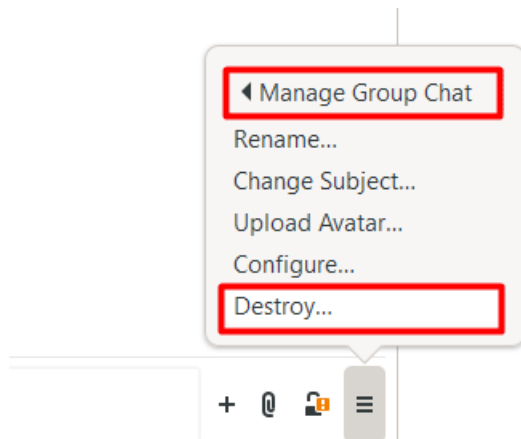 Manage Group Chat
Rename...
Change Subject...
Upload Avatar...
Configure...
Destroy...